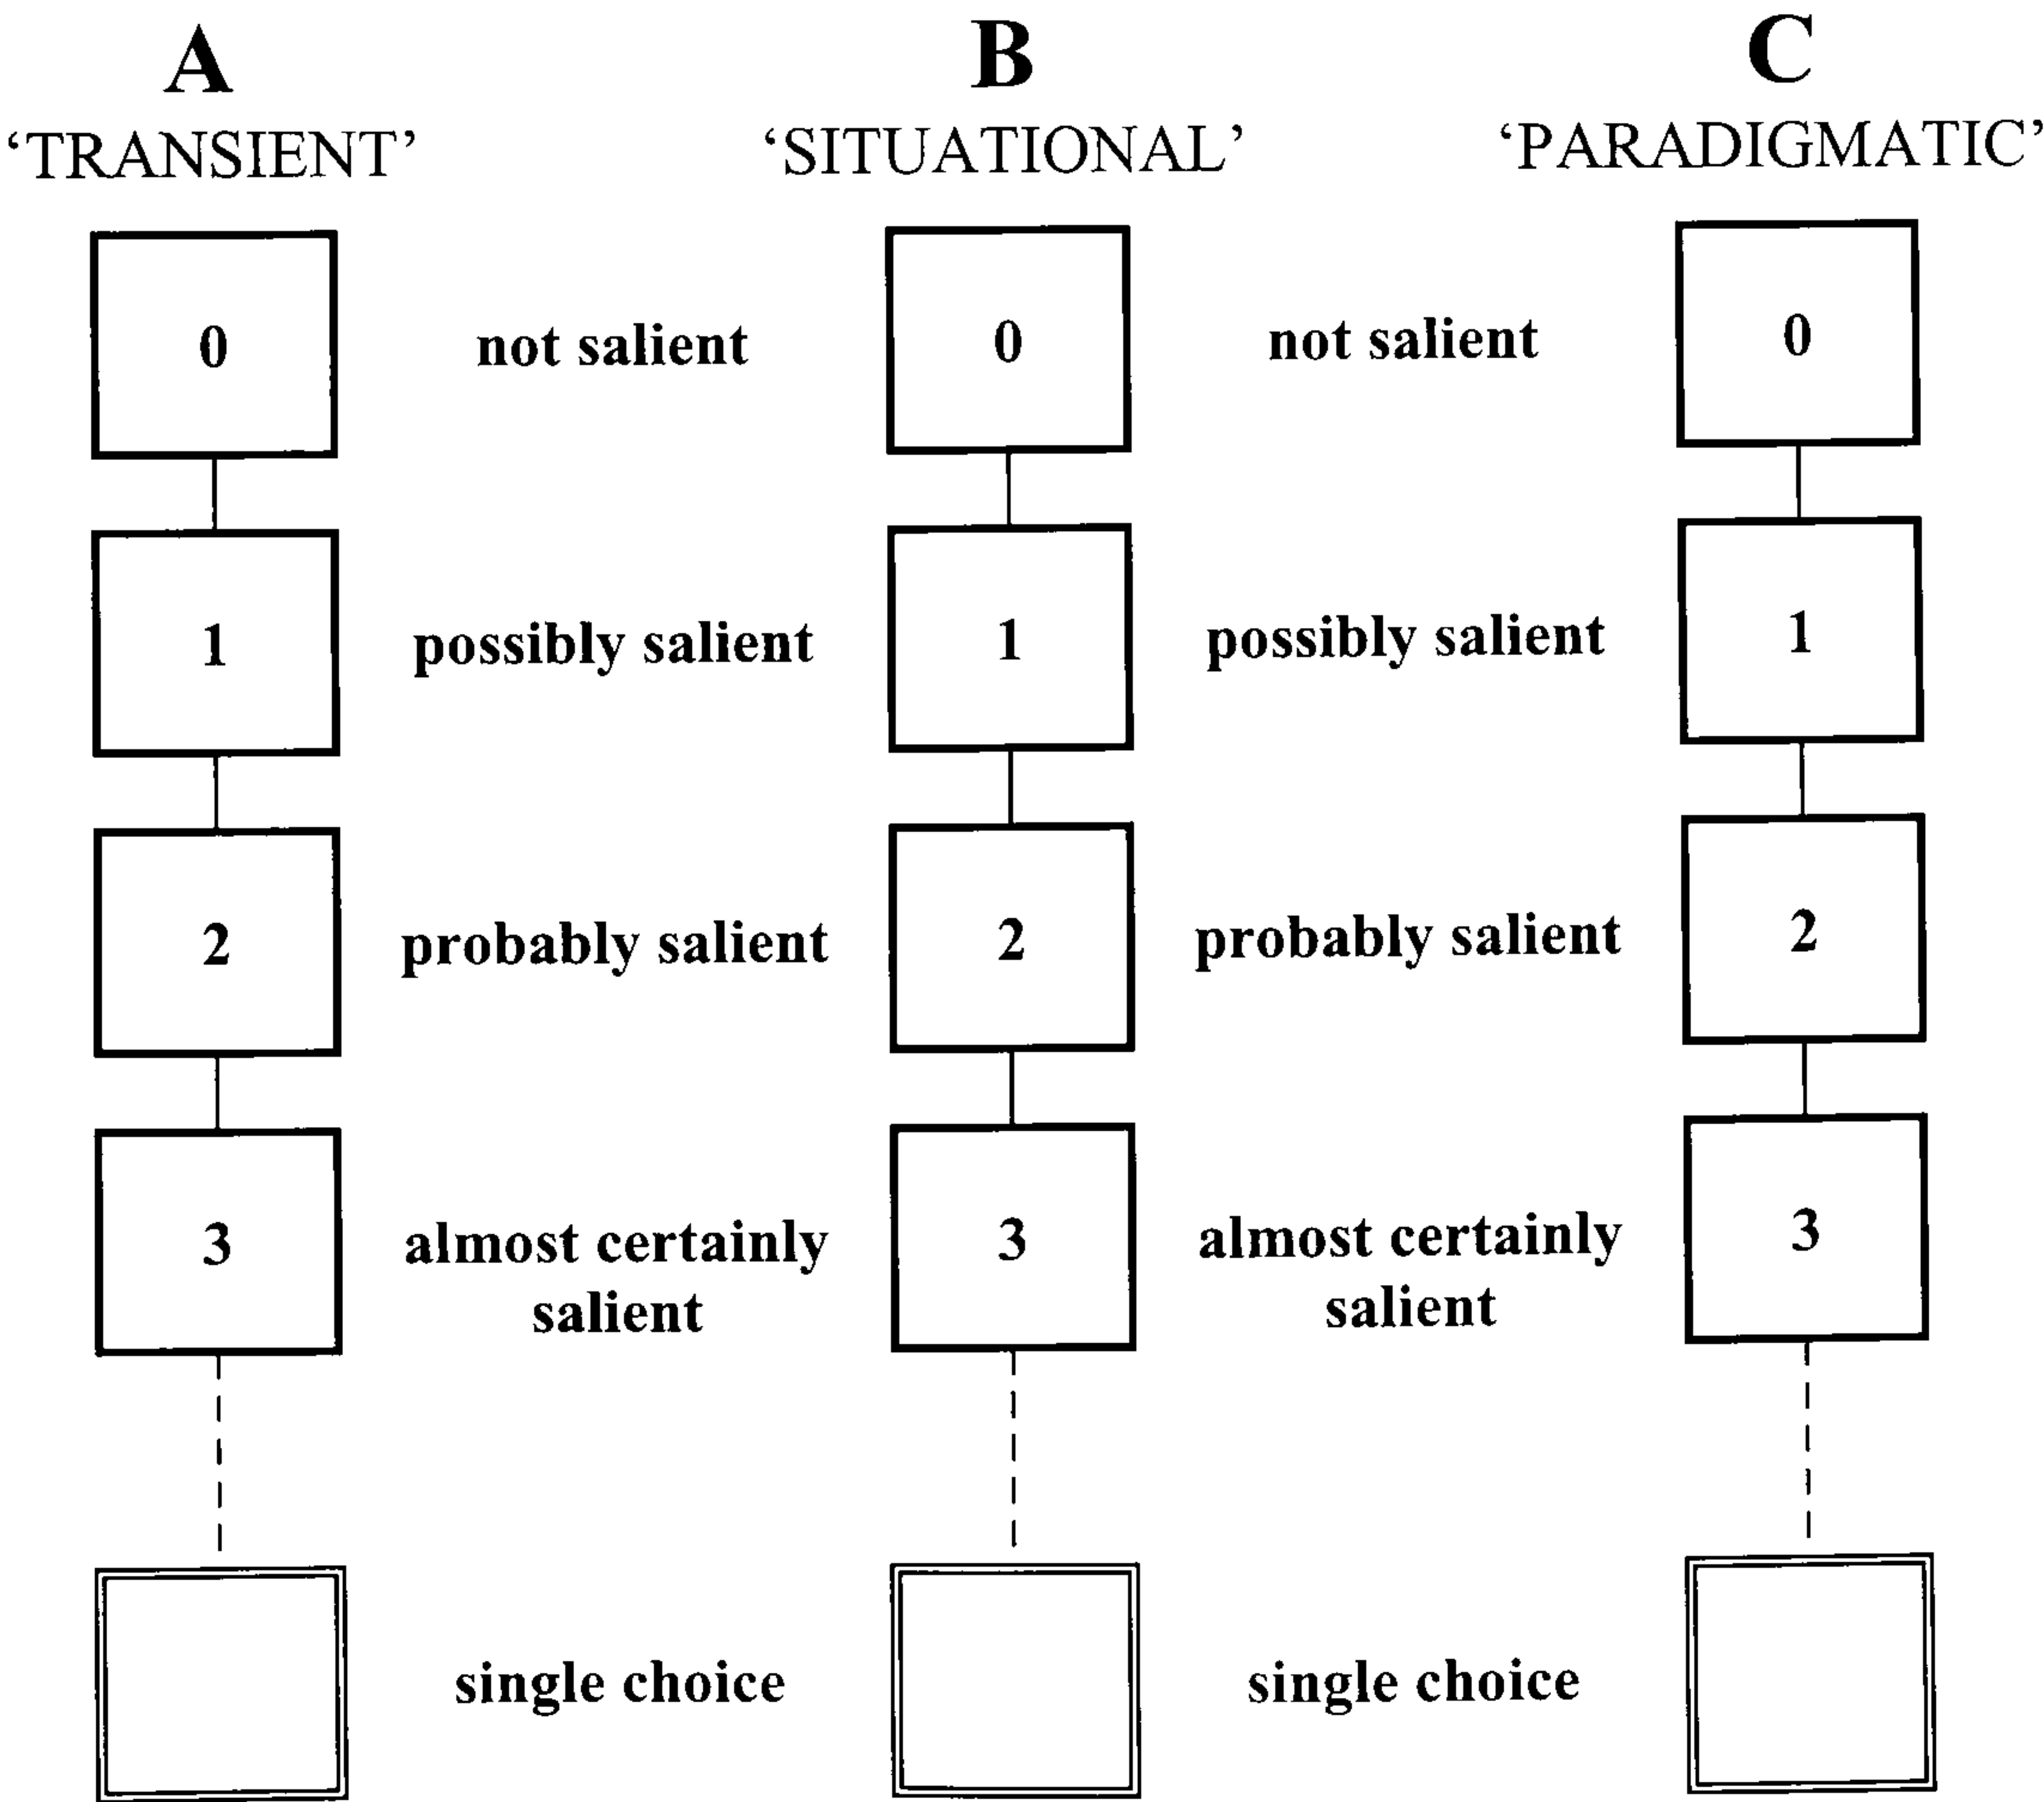 A B C
‘TRANSIENT’ ‘SITUATIONAL’ ‘PARADIGMATIC’
0 not salient 0 not salient 0
1 possibly salient 1 possibly salient 1
2 probably salient 2 probably salient 2
3 almost certainly 3 almost certainly 3
salient salient
single choice single choice